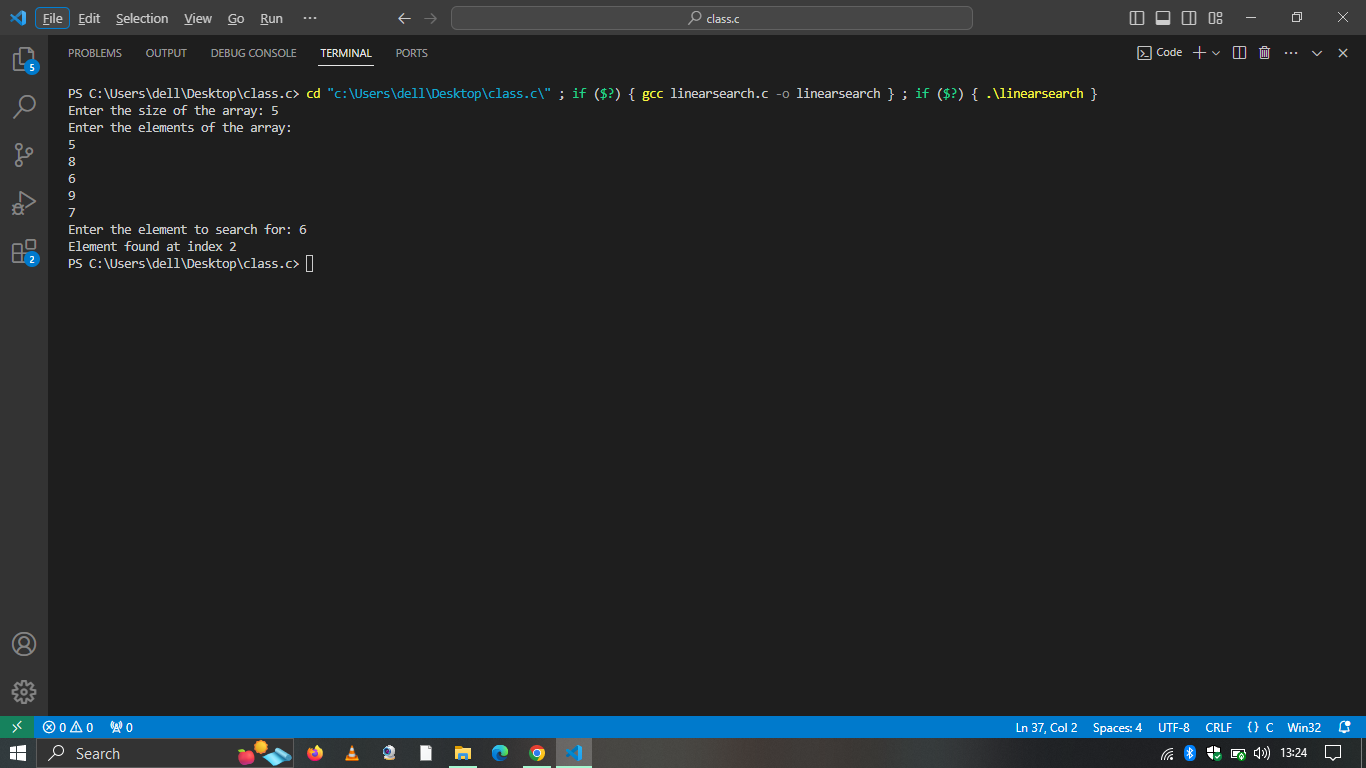 File Edit Selection View Go Run ··· class.c
PROBLEMS OUTPUT DEBUG CONSOLE TERMINAL PORTS Code
PS C:\Users\dell\Desktop\class.c> cd "c:\Users\dell\Desktop\class.c\" ; if ($?) { gcc linearsearch.c -o linearsearch } ; if ($?) { .\linearsearch }
Enter the size of the array: 5
Enter the elements of the array:
5
8
6
9
7
Enter the element to search for: 6
Element found at index 2
PS C:\Users\dell\Desktop\class.c>
5
2
0 0 0 Ln 37, Col 2 Spaces: 4 UTF-8 CRLF {} C Win32
Search 13:24